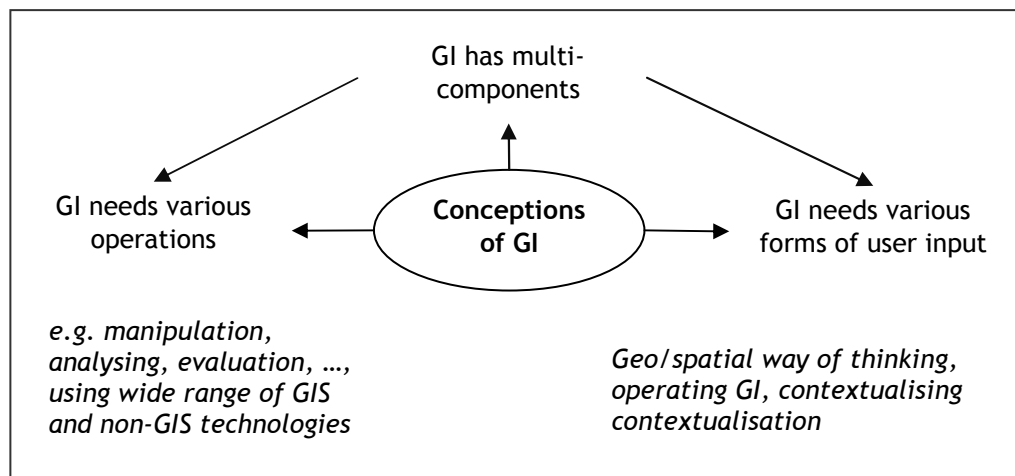 GI has multi-
components
GI needs various
operations
Conceptions
of GI
GI needs various
forms of user input
e.g. manipulation,
analysing, evaluation, …,
using wide range of GIS
and non-GIS technologies
Geo/spatial way of thinking,
operating GI, contextualising
contextualisation